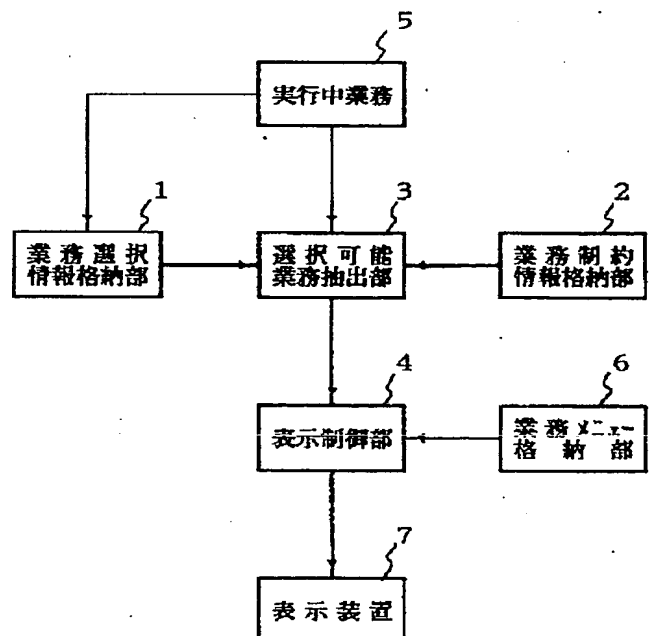 5
実行中業務
1
業務選択
情報格納部
3
選択可能
業務抽出部
2
業務制約
情報格納部
4
表示制御部
6
業務メニュー
格納部
7
表示装置